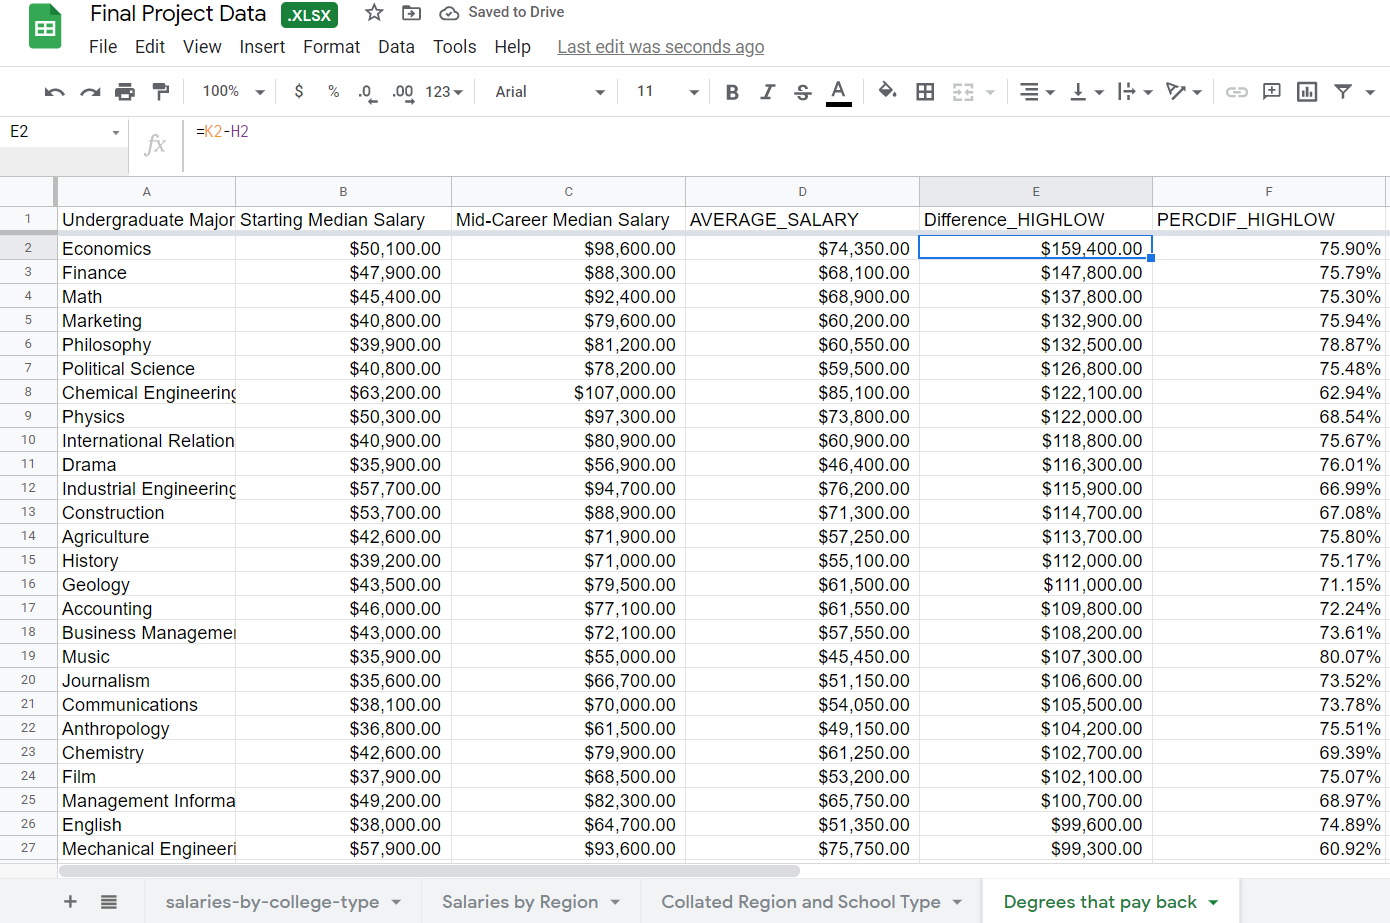 Final Project Data .XLSX Saved to Drive
File Edit View Insert Format Data Tools Help Last edit was seconds ago
100% $ % .0 .00 123 Arial 11 B I S A
E2 fx =K2-H2
A B C D E F
1 Undergraduate Major Starting Median Salary Mid-Career Median Salary AVERAGE_SALARY Difference_HIGHLOW PERCDIF_HIGHLOW
2 Economics $50,100.00 $98,600.00 $74,350.00 $159,400.00 75.90%
3 Finance $47,900.00 $88,300.00 $68,100.00 $147,800.00 75.79%
4 Math $45,400.00 $92,400.00 $68,900.00 $137,800.00 75.30%
5 Marketing $40,800.00 $79,600.00 $60,200.00 $132,900.00 75.94%
6 Philosophy $39,900.00 $81,200.00 $60,550.00 $132,500.00 78.87%
7 Political Science $40,800.00 $78,200.00 $59,500.00 $126,800.00 75.48%
8 Chemical Engineering $63,200.00 $107,000.00 $85,100.00 $122,100.00 62.94%
9 Physics $50,300.00 $97,300.00 $73,800.00 $122,000.00 68.54%
10 International Relation $40,900.00 $80,900.00 $60,900.00 $118,800.00 75.67%
11 Drama $35,900.00 $56,900.00 $46,400.00 $116,300.00 76.01%
12 Industrial Engineering $57,700.00 $94,700.00 $76,200.00 $115,900.00 66.99%
13 Construction $53,700.00 $88,900.00 $71,300.00 $114,700.00 67.08%
14 Agriculture $42,600.00 $71,900.00 $57,250.00 $113,700.00 75.80%
15 History $39,200.00 $71,000.00 $55,100.00 $112,000.00 75.17%
16 Geology $43,500.00 $79,500.00 $61,500.00 $111,000.00 71.15%
17 Accounting $46,000.00 $77,100.00 $61,550.00 $109,800.00 72.24%
18 Business Managemen $43,000.00 $72,100.00 $57,550.00 $108,200.00 73.61%
19 Music $35,900.00 $55,000.00 $45,450.00 $107,300.00 80.07%
20 Journalism $35,600.00 $66,700.00 $51,150.00 $106,600.00 73.52%
21 Communications $38,100.00 $70,000.00 $54,050.00 $105,500.00 73.78%
22 Anthropology $36,800.00 $61,500.00 $49,150.00 $104,200.00 75.51%
23 Chemistry $42,600.00 $79,900.00 $61,250.00 $102,700.00 69.39%
24 Film $37,900.00 $68,500.00 $53,200.00 $102,100.00 75.07%
25 Management Informa $49,200.00 $82,300.00 $65,750.00 $100,700.00 68.97%
26 English $38,000.00 $64,700.00 $51,350.00 $99,600.00 74.89%
27 Mechanical Engineeri $57,900.00 $93,600.00 $75,750.00 $99,300.00 60.92%
salaries-by-college-type Salaries by Region Collated Region and School Type Degrees that pay back